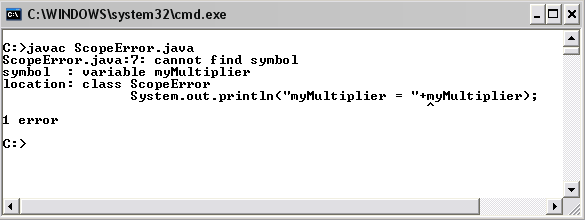 C:\WINDOWS\system32\cmd.exe
C:>javac ScopeError.java
ScopeError.java:7: cannot find symbol
symbol  : variable myMultiplier
location: class ScopeError
                System.out.println("myMultiplier = "+myMultiplier);
                                                     ^
1 error
C:>